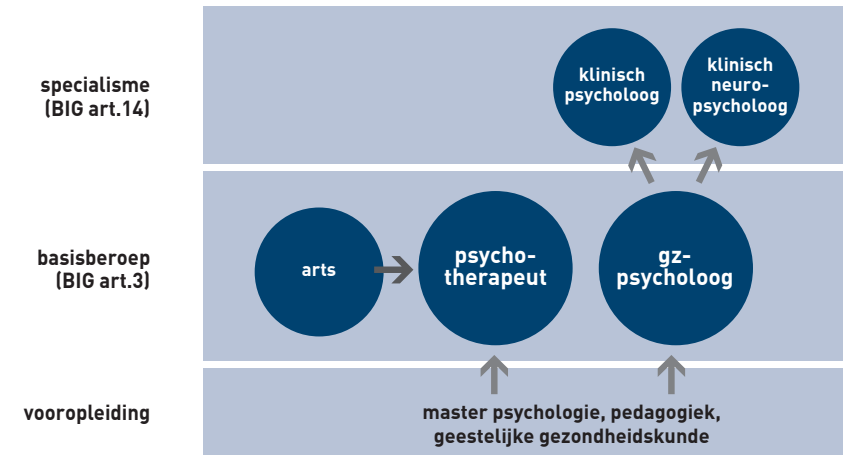 specialisme
(BIG art.14)
klinisch
psycholoog
klinisch
neuro-
psycholoog
basisberoep
(BIG art.3)
arts
psycho-
therapeut
gz-
psycholoog
vooropleiding
master psychologie, pedagogiek,
geestelijke gezondheidskunde